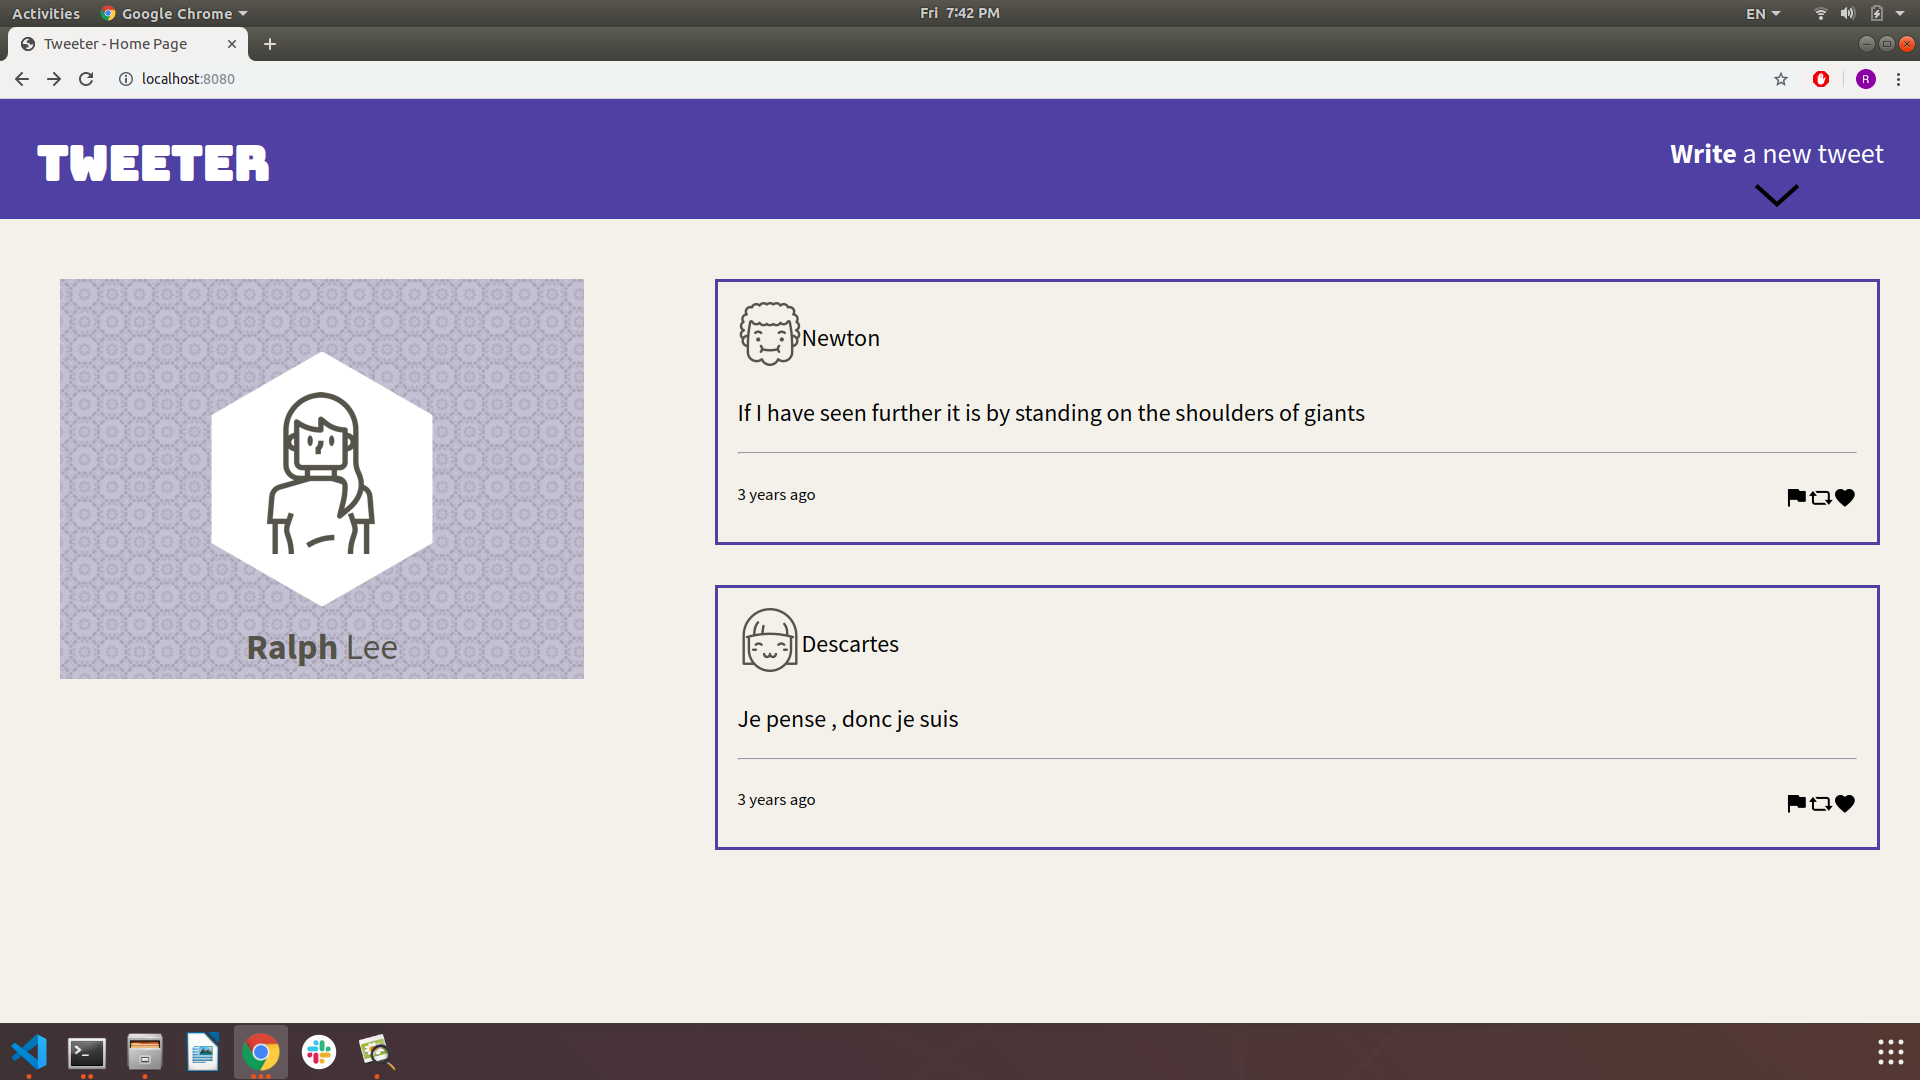 Activities Google Chrome Fri 7:42 PM EN
Tweeter - Home Page
localhost:8080 R
TWEETER
Write a new tweet
Ralph Lee
Newton
If I have seen further it is by standing on the shoulders of giants
3 years ago
Descartes
Je pense , donc je suis
3 years ago